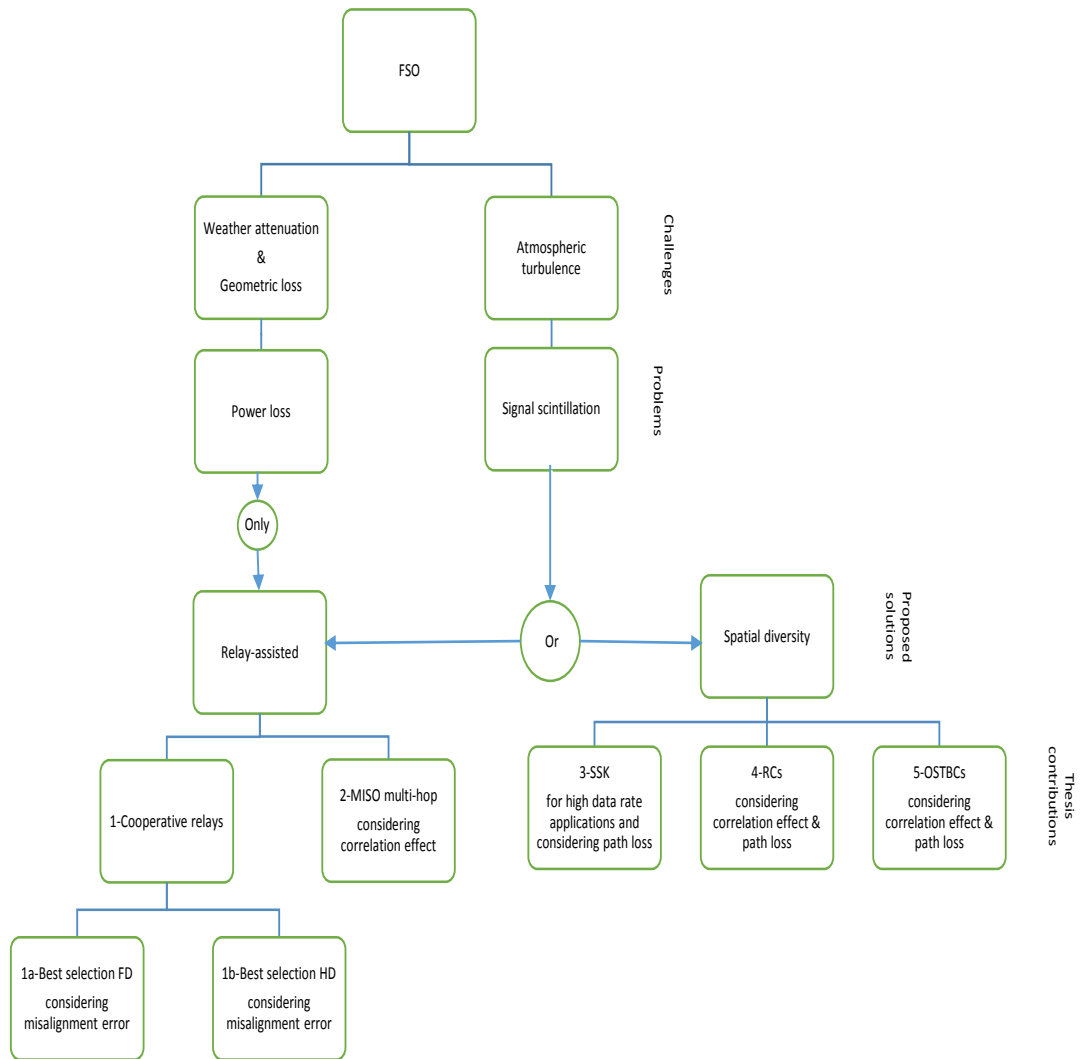 FSO
Weather attenuation
&
Geometric loss
Atmospheric
turbulence
Challenges
Power loss
Signal scintillation
Problems
Only
Relay-assisted
Or
Spatial diversity
Proposed
solutions
1-Cooperative relays
2-MISO multi-hop
considering
correlation effect
3-SSK
for high data rate
applications and
considering path loss
4-RCs
considering
correlation effect &
path loss
5-OSTBCs
considering
correlation effect &
path loss
Thesis
contributions
1a-Best selection FD
considering
misalignment error
1b-Best selection HD
considering
misalignment error